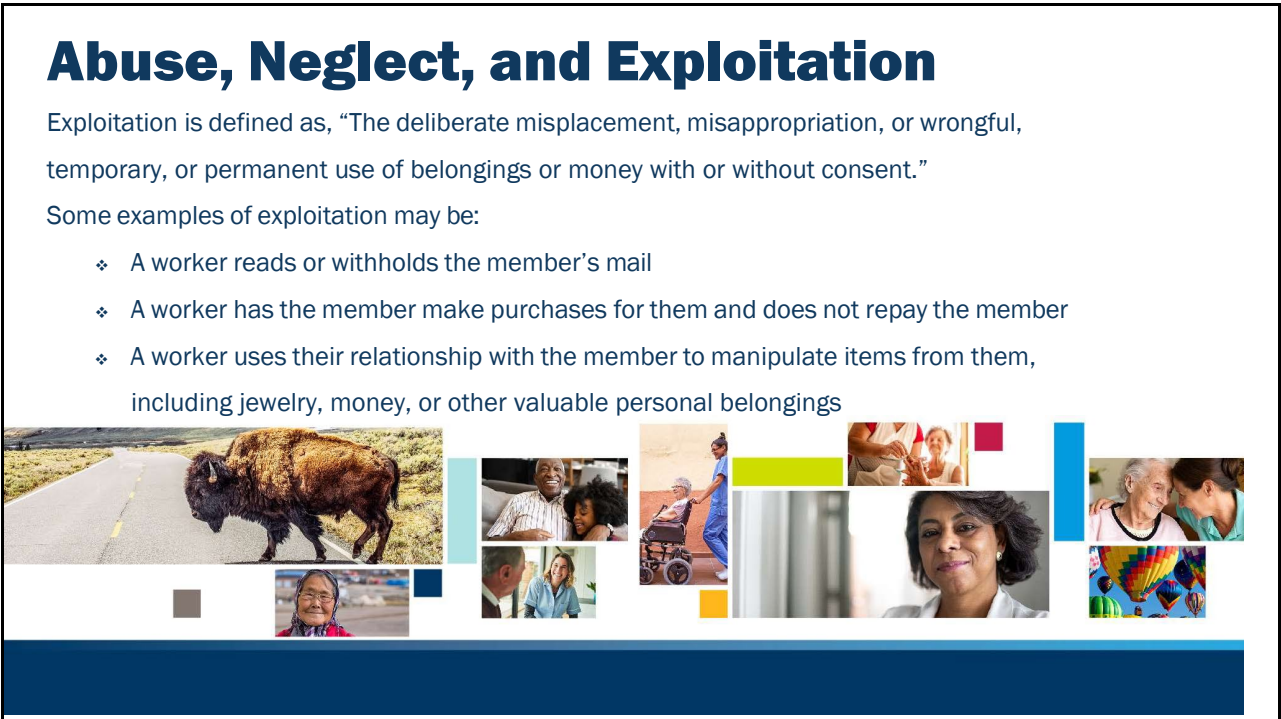 Abuse, Neglect, and Exploitation
Exploitation is defined as, “The deliberate misplacement, misappropriation, or wrongful,
temporary, or permanent use of belongings or money with or without consent.”
Some examples of exploitation may be:
❖ A worker reads or withholds the member’s mail
❖ A worker has the member make purchases for them and does not repay the member
❖ A worker uses their relationship with the member to manipulate items from them,
including jewelry, money, or other valuable personal belongings